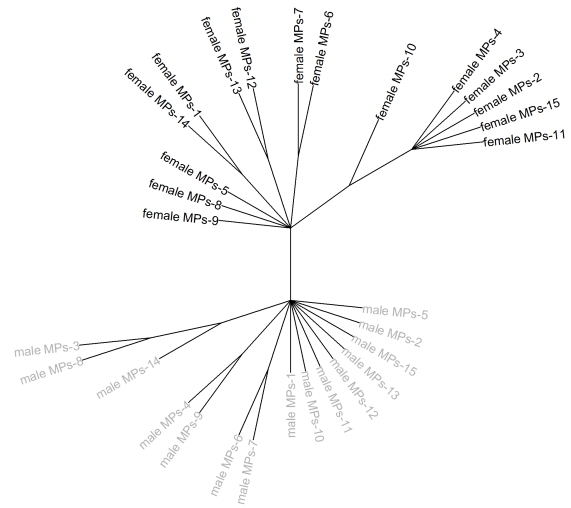 female MPs-7
female MPs-6
female MPs-12
female MPs-13
female MPs-10
female MPs-4
female MPs-3
female MPs-2
female MPs-15
female MPs-11
female MPs-1
female MPs-14
female MPs-5
female MPs-8
female MPs-9
male MPs-5
male MPs-2
male MPs-15
male MPs-13
male MPs-12
male MPs-11
male MPs-10
male MPs-1
male MPs-7
male MPs-6
male MPs-9
male MPs-4
male MPs-14
male MPs-8
male MPs-3